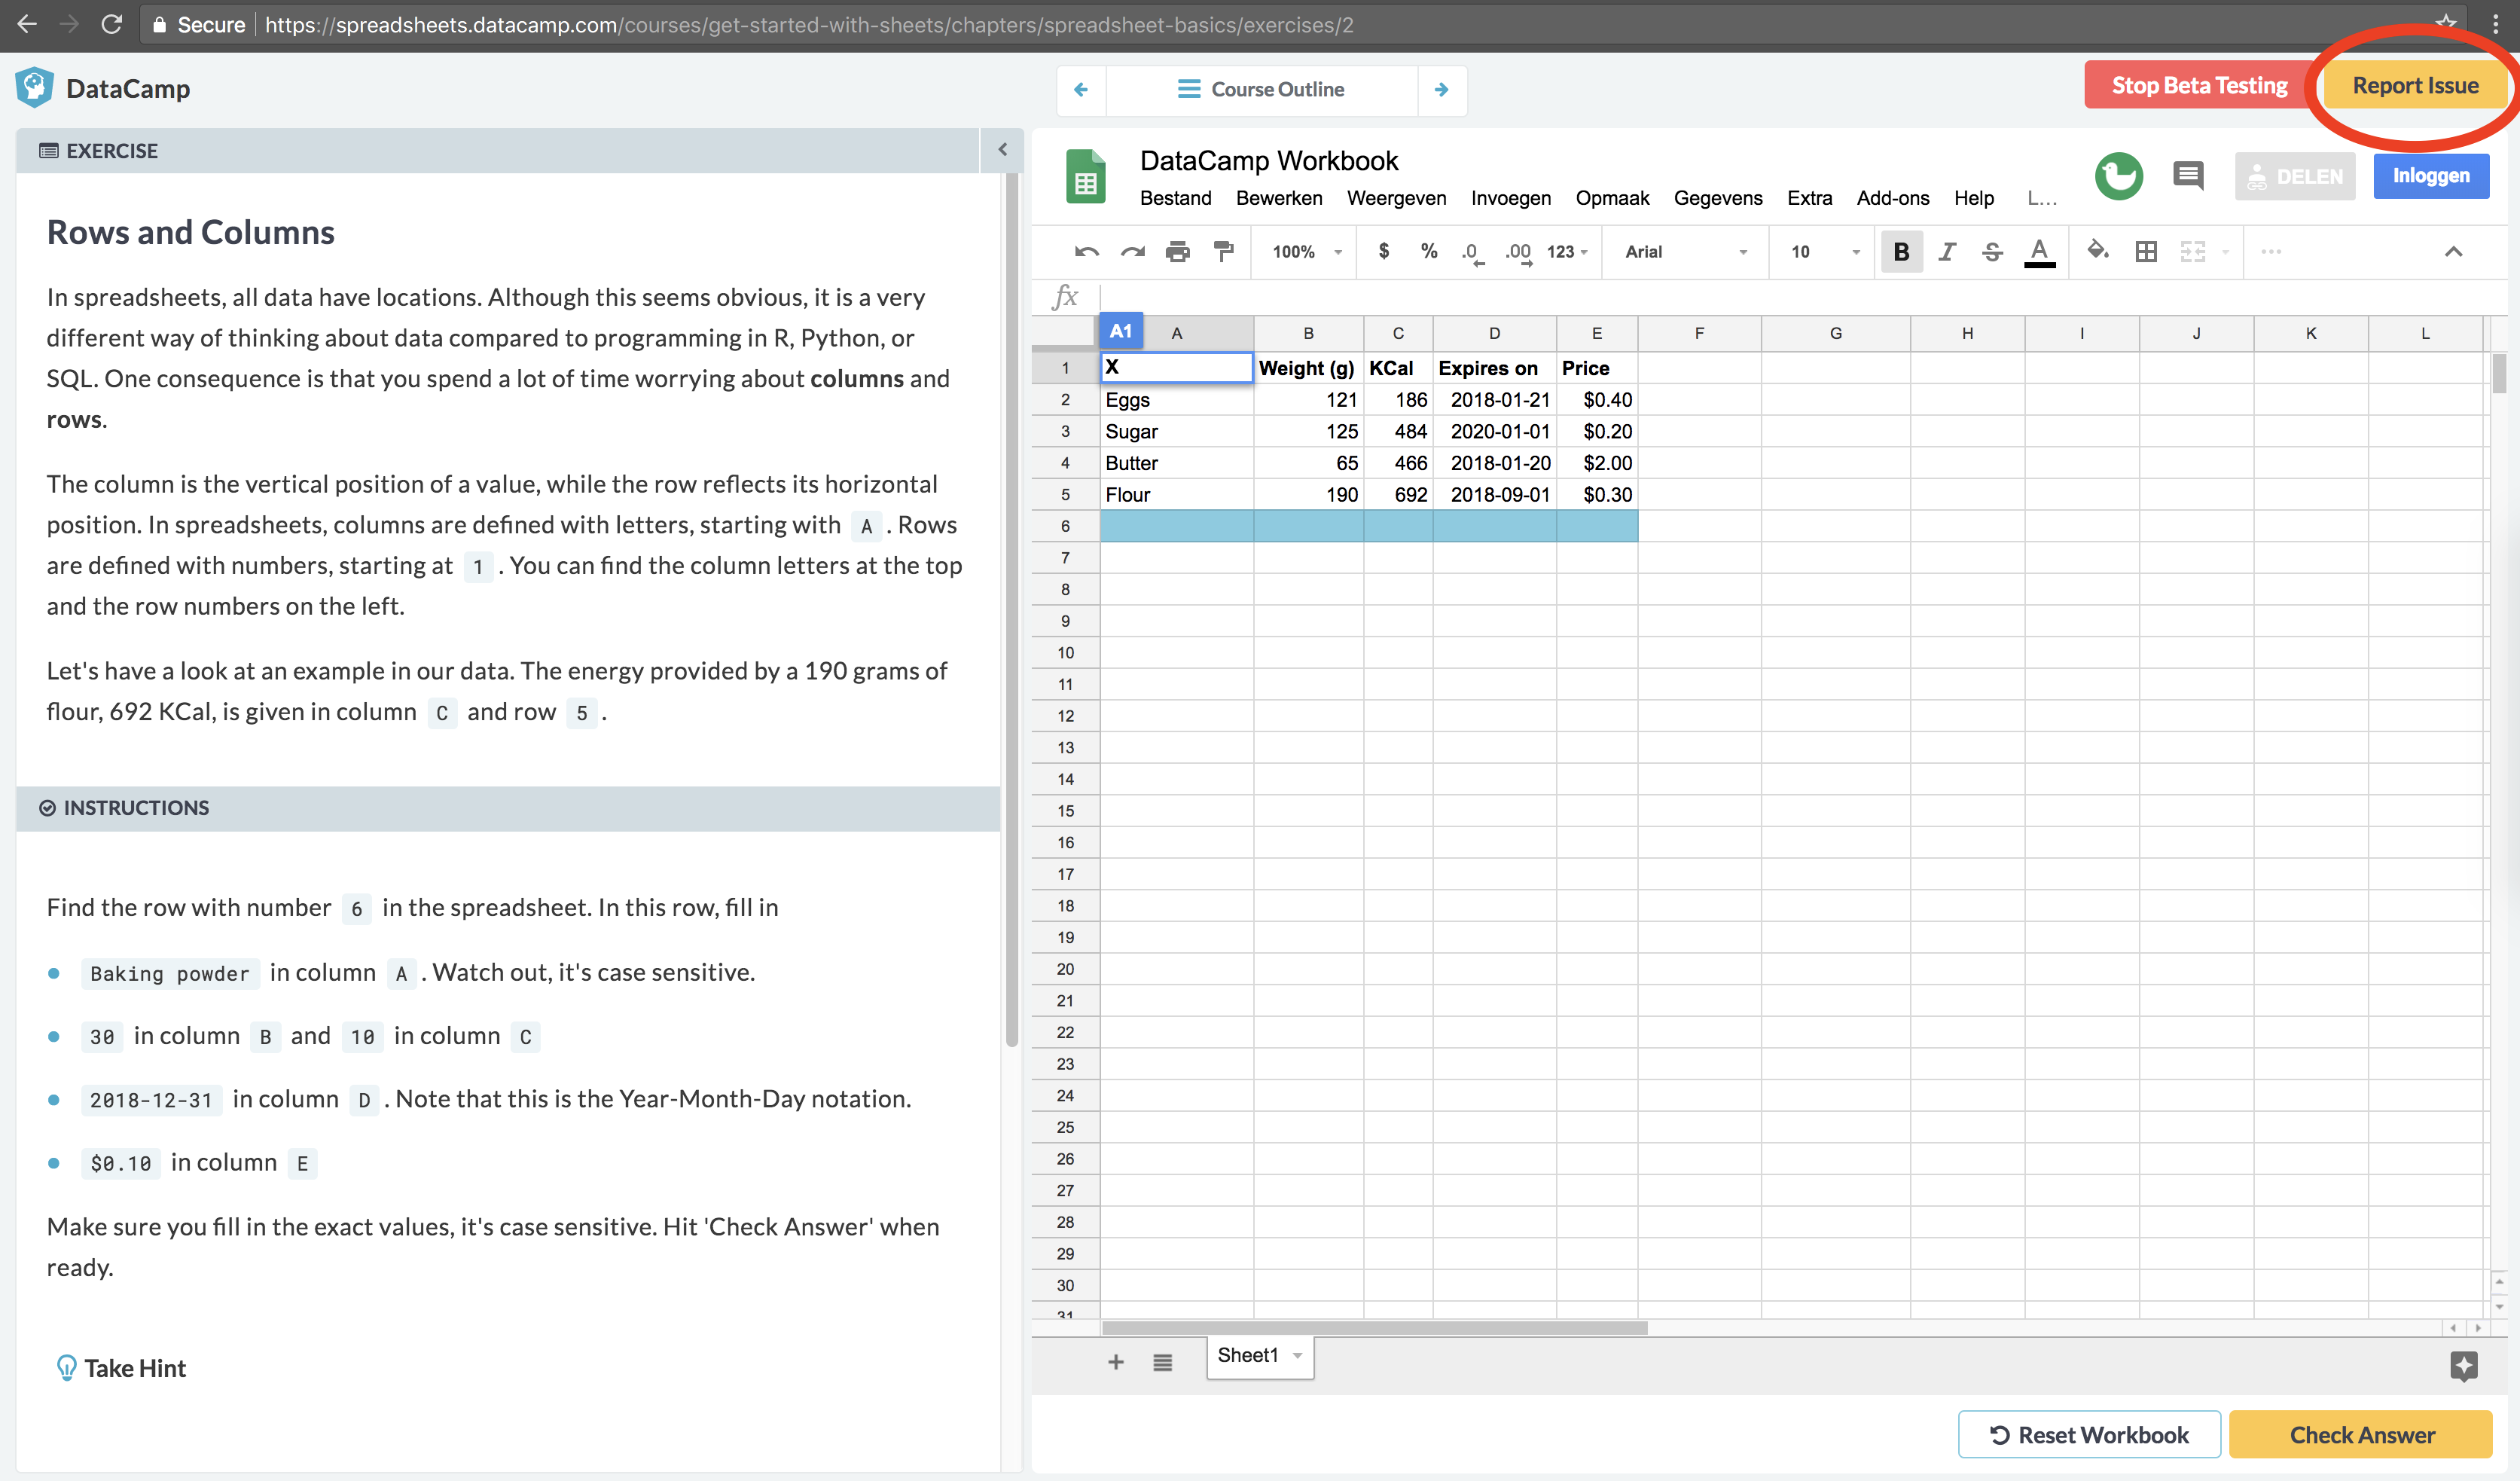 Secure https://spreadsheets.datacamp.com/courses/get-started-with-sheets/chapters/spreadsheet-basics/exercises/2
DataCamp
Course Outline
Stop Beta Testing
Report Issue
EXERCISE
Rows and Columns
In spreadsheets, all data have locations. Although this seems obvious, it is a very
different way of thinking about data compared to programming in R, Python, or
SQL. One consequence is that you spend a lot of time worrying about columns and
rows.
The column is the vertical position of a value, while the row reflects its horizontal
position. In spreadsheets, columns are defined with letters, starting with A . Rows
are defined with numbers, starting at 1 . You can find the column letters at the top
and the row numbers on the left.
Let's have a look at an example in our data. The energy provided by a 190 grams of
flour, 692 KCal, is given in column C and row 5 .
INSTRUCTIONS
Find the row with number 6 in the spreadsheet. In this row, fill in
Baking powder in column A . Watch out, it's case sensitive.
30 in column B and 10 in column C
2018-12-31 in column D . Note that this is the Year-Month-Day notation.
$0.10 in column E
Make sure you fill in the exact values, it's case sensitive. Hit 'Check Answer' when
ready.
Take Hint
DataCamp Workbook
Bestand Bewerken Weergeven Invoegen Opmaak Gegevens Extra Add-ons Help L...
DELEN
Inloggen
100% $ % .0 .00 123 Arial 10 B I S A
fx
A1 A B C D E F G H I J K L
1 X Weight (g) KCal Expires on Price
2 Eggs 121 186 2018-01-21 $0.40
3 Sugar 125 484 2020-01-01 $0.20
4 Butter 65 466 2018-01-20 $2.00
5 Flour 190 692 2018-09-01 $0.30
6
7
8
9
10
11
12
13
14
15
16
17
18
19
20
21
22
23
24
25
26
27
28
29
30
31
Sheet1
Reset Workbook
Check Answer